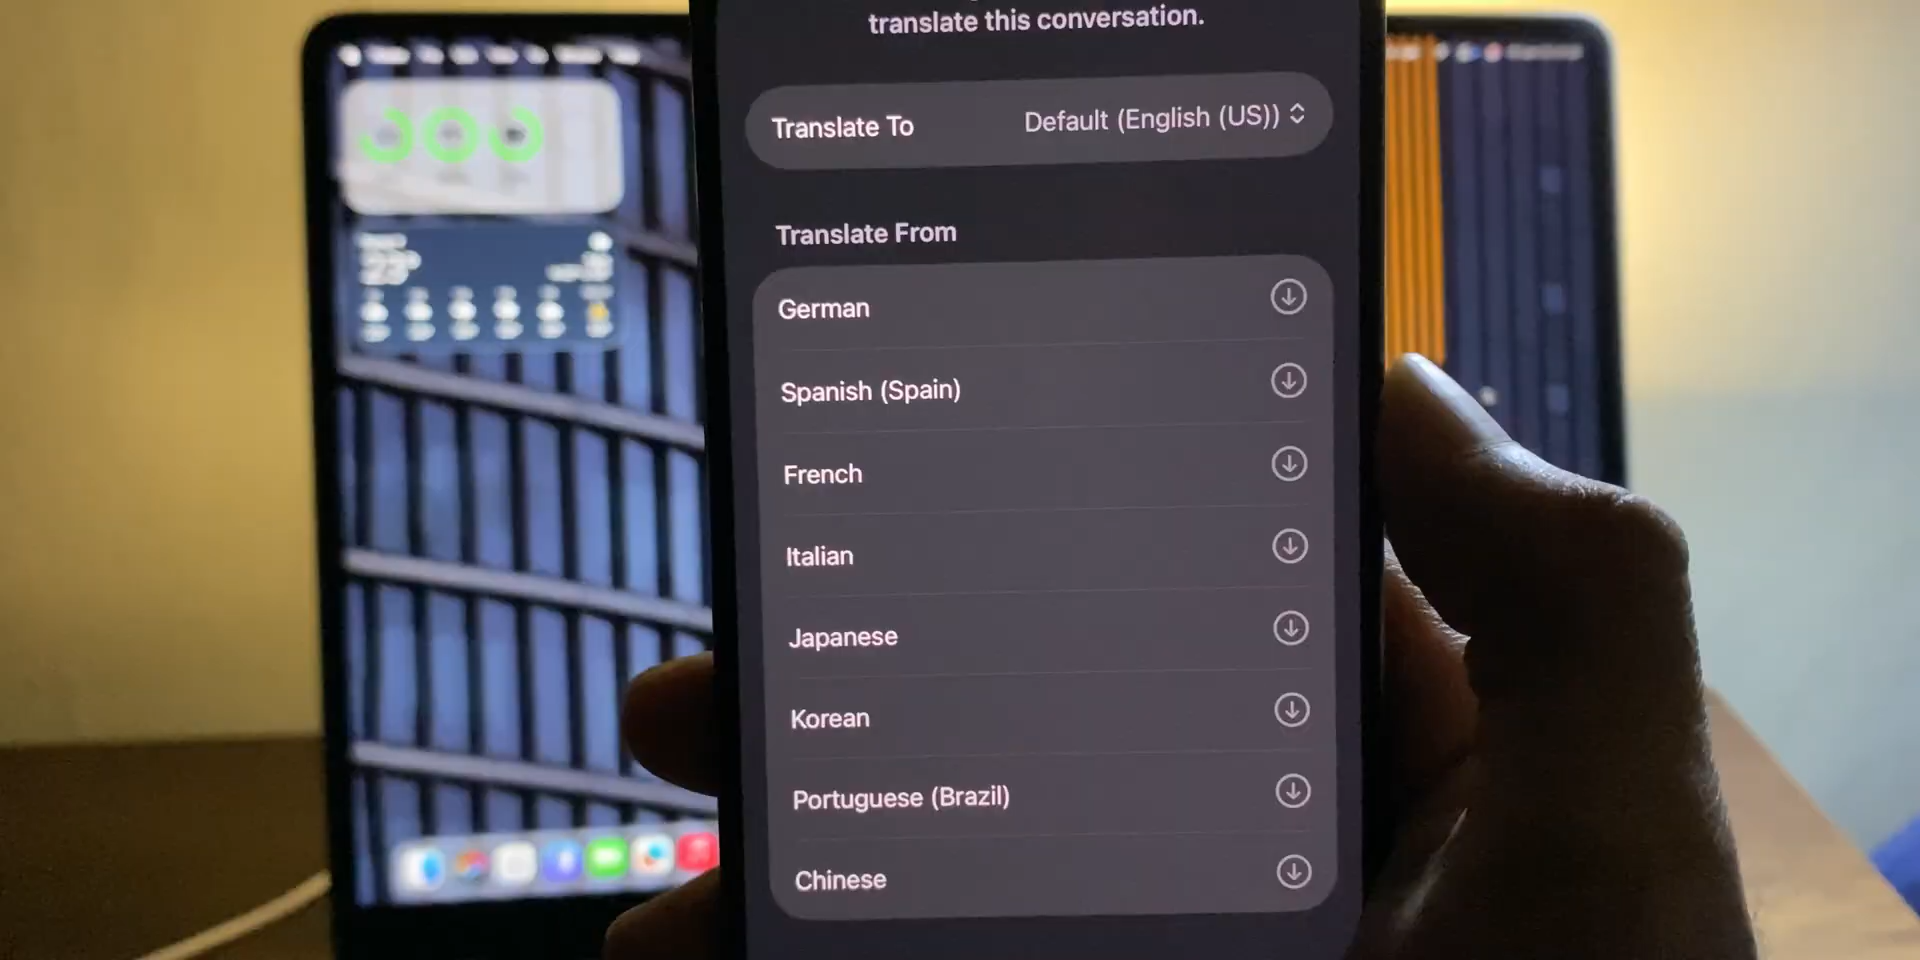 translate this conversation.
Translate To Default (English (US))
Translate From
German
Spanish (Spain)
French
Italian
Japanese
Korean
Portuguese (Brazil)
Chinese